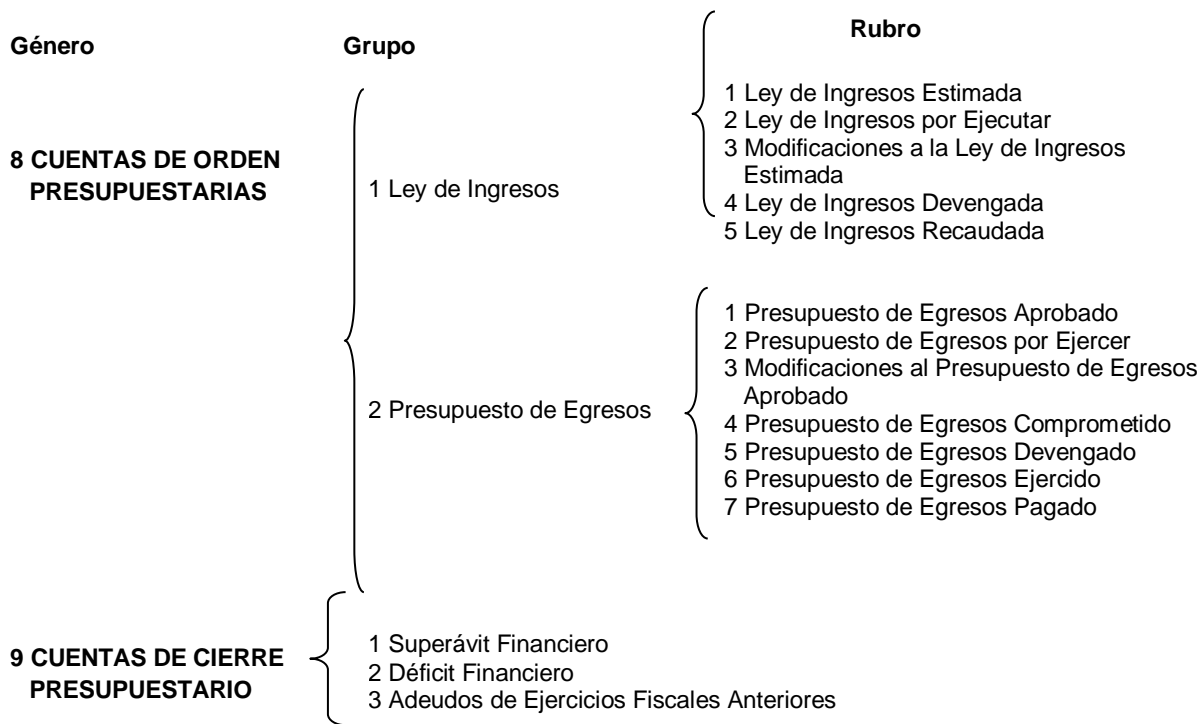 Género
Grupo
Rubro
8 CUENTAS DE ORDEN
PRESUPUESTARIAS
1 Ley de Ingresos
1 Ley de Ingresos Estimada
2 Ley de Ingresos por Ejecutar
3 Modificaciones a la Ley de Ingresos
Estimada
4 Ley de Ingresos Devengada
5 Ley de Ingresos Recaudada
2 Presupuesto de Egresos
1 Presupuesto de Egresos Aprobado
2 Presupuesto de Egresos por Ejercer
3 Modificaciones al Presupuesto de Egresos
Aprobado
4 Presupuesto de Egresos Comprometido
5 Presupuesto de Egresos Devengado
6 Presupuesto de Egresos Ejercido
7 Presupuesto de Egresos Pagado
9 CUENTAS DE CIERRE
PRESUPUESTARIO
1 Superávit Financiero
2 Déficit Financiero
3 Adeudos de Ejercicios Fiscales Anteriores